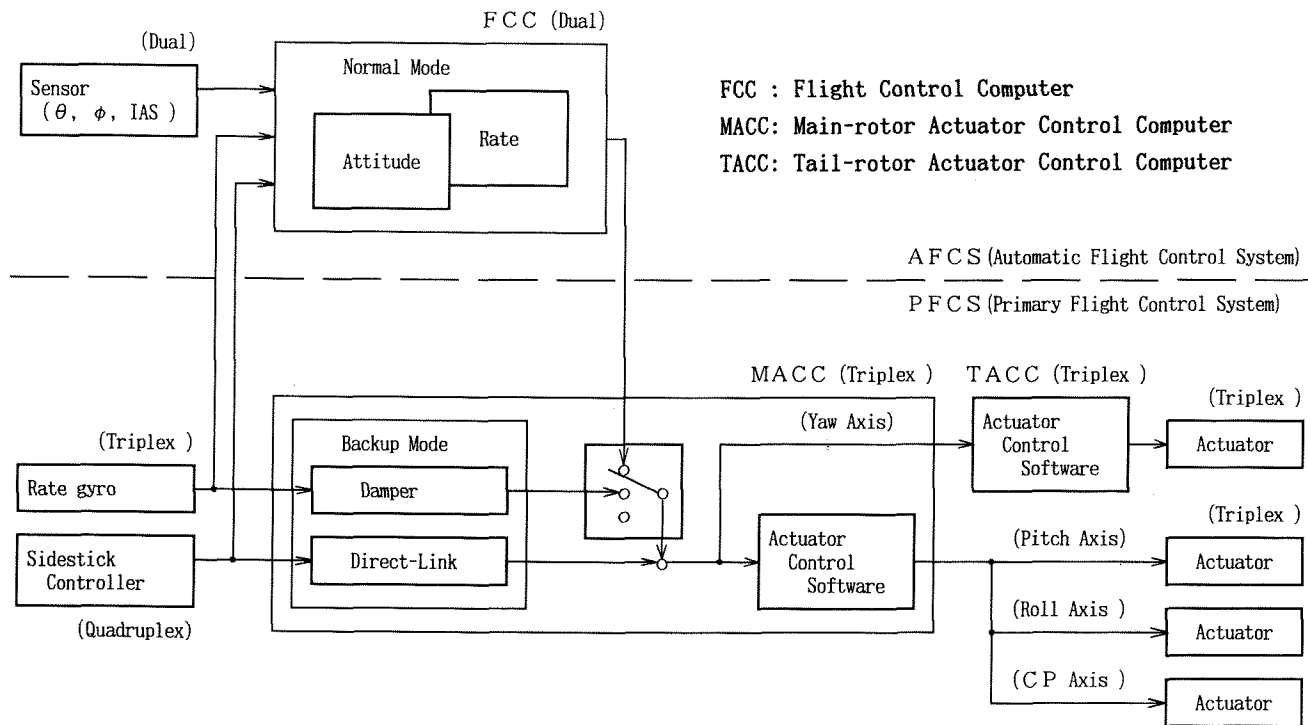 FCC (Dual)
(Dual)
Sensor
(θ, φ, IAS )
Normal Mode
Attitude
Rate
FCC : Flight Control Computer
MACC: Main-rotor Actuator Control Computer
TACC: Tail-rotor Actuator Control Computer
AFCS (Automatic Flight Control System)
PFCS (Primary Flight Control System)
MACC (Triplex )
TACC (Triplex )
(Triplex )
Rate gyro
Sidestick
Controller
(Quadruplex)
Backup Mode
Damper
Direct-Link
(Yaw Axis)
Actuator
Control
Software
Actuator
Control
Software
(Triplex )
Actuator
(Triplex )
(Pitch Axis)
Actuator
(Roll Axis )
Actuator
(CP Axis )
Actuator